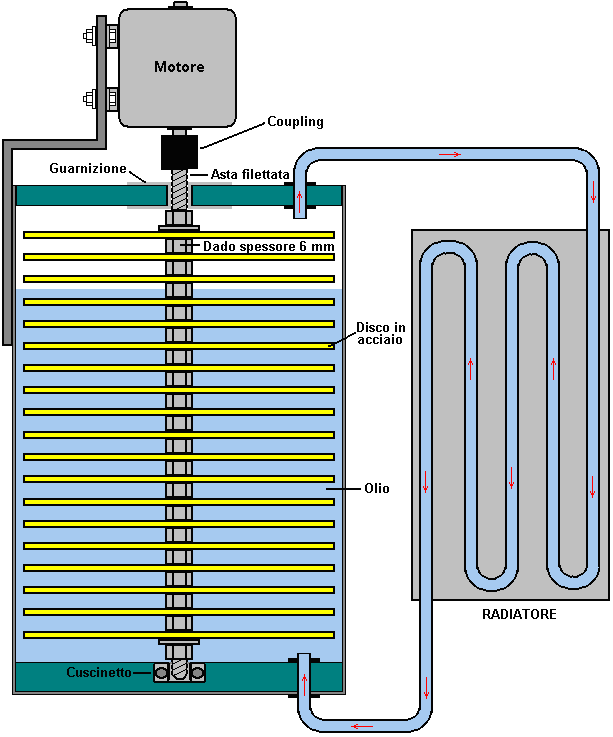 Motore
Coupling
Guarnizione
Asta filettata
Dado spessore 6 mm
Disco in
acciaio
Olio
RADIATORE
Cuscinetto